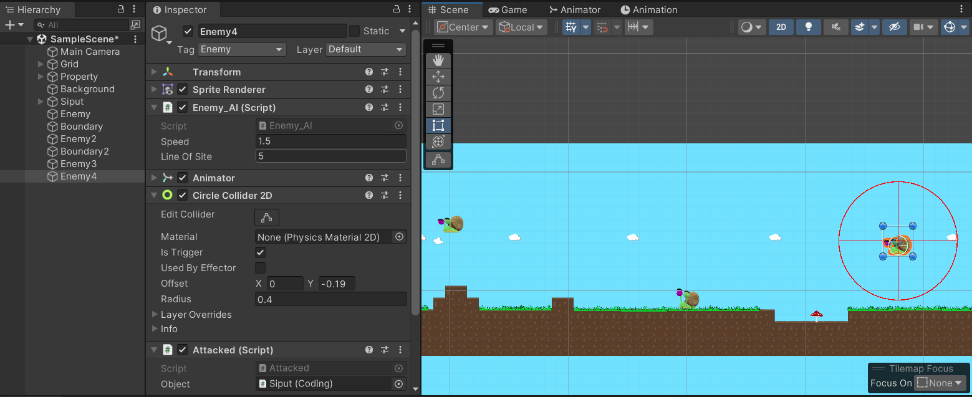 Hierarchy
All
SampleScene*
Main Camera
Grid
Property
Background
Siput
Enemy
Boundary
Enemy2
Boundary2
Enemy3
Enemy4
Inspector
Enemy4
Static
Tag Enemy Layer Default
Transform
Sprite Renderer
Enemy_AI (Script)
Script Enemy_AI
Speed 1.5
Line Of Site 5
Animator
Circle Collider 2D
Edit Collider
Material None (Physics Material 2D)
Is Trigger
Used By Effector
Offset X 0 Y -0.19
Radius 0.4
Layer Overrides
Info
Attacked (Script)
Script Attacked
Object Siput (Coding)
Scene Game Animator Animation
Center Local 2D
Tilemap Focus
Focus On None